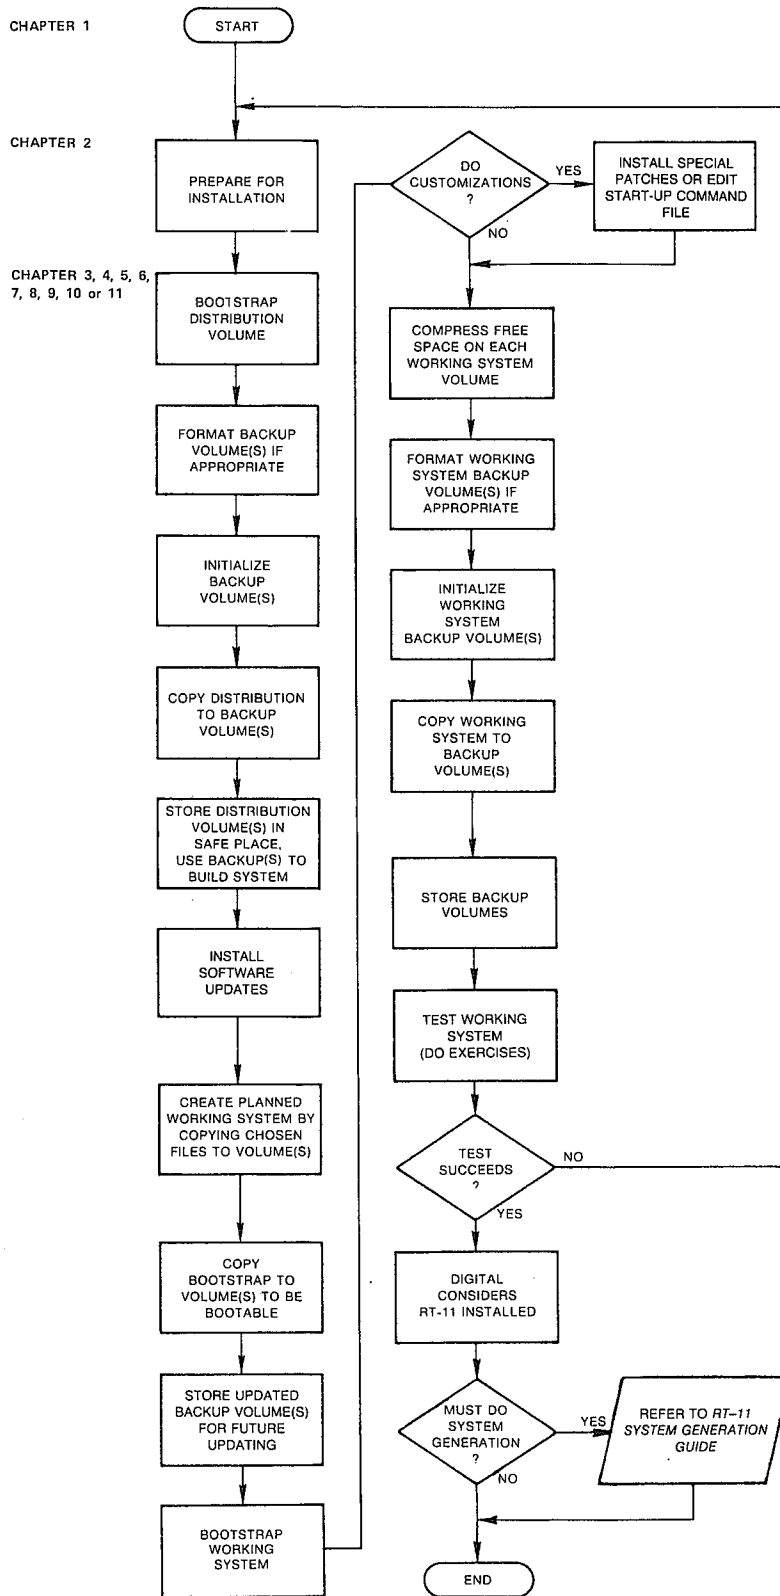 CHAPTER 1
START
CHAPTER 2
PREPARE FOR
INSTALLATION
CHAPTER 3, 4, 5, 6,
7, 8, 9, 10 or 11
BOOTSTRAP
DISTRIBUTION
VOLUME
FORMAT BACKUP
VOLUME(S) IF
APPROPRIATE
INITIALIZE
BACKUP
VOLUME(S)
COPY DISTRIBUTION
TO BACKUP
VOLUME(S)
STORE DISTRIBUTION
VOLUME(S) IN
SAFE PLACE,
USE BACKUP(S) TO
BUILD SYSTEM
INSTALL
SOFTWARE
UPDATES
CREATE PLANNED
WORKING SYSTEM BY
COPYING CHOSEN
FILES TO VOLUME(S)
COPY
BOOTSTRAP TO
VOLUME(S) TO BE
BOOTABLE
STORE UPDATED
BACKUP VOLUME(S)
FOR FUTURE
UPDATING
BOOTSTRAP
WORKING
SYSTEM
DO
CUSTOMIZATIONS
?
YES
INSTALL SPECIAL
PATCHES OR EDIT
START-UP COMMAND
FILE
NO
COMPRESS FREE
SPACE ON EACH
WORKING SYSTEM
VOLUME
FORMAT WORKING
SYSTEM BACKUP
VOLUME(S) IF
APPROPRIATE
INITIALIZE
WORKING
SYSTEM
BACKUP VOLUME(S)
COPY WORKING
SYSTEM TO
BACKUP
VOLUME(S)
STORE BACKUP
VOLUMES
TEST WORKING
SYSTEM
(DO EXERCISES)
TEST
SUCCEEDS
?
NO
YES
DIGITAL
CONSIDERS
RT-11 INSTALLED
MUST DO
SYSTEM
GENERATION
?
YES
REFER TO RT–11
SYSTEM GENERATION
GUIDE
NO
END